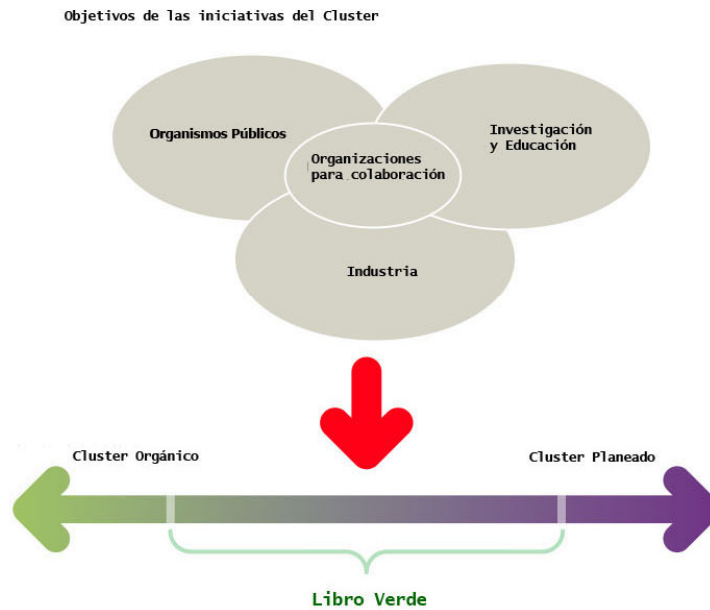 Objetivos de las iniciativas del Cluster
Organismos Públicos
Investigación
y Educación
Organizaciones
para colaboración
Industria
Cluster Orgánico
Cluster Planeado
Libro Verde